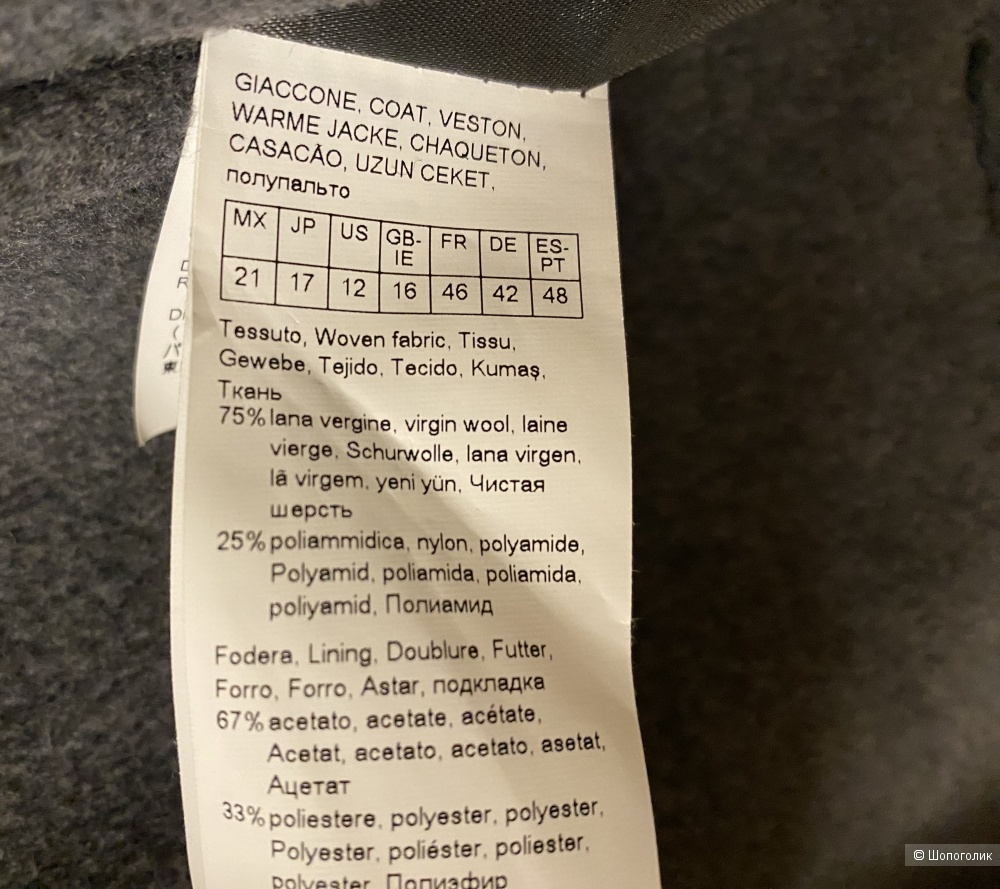 GIACCONE, COAT, VESTON,
WARME JACKE, CHAQUETON,
CASACÃO, UZUN CEKET,
полупальто
MX JP US GB-IE FR DE ES-PT
21 17 12 16 46 42 48
Tessuto, Woven fabric, Tissu,
Gewebe, Tejido, Tecido, Kumaş,
Ткань
75% lana vergine, virgin wool, laine
vierge, Schurwolle, lana virgen,
lã virgem, yeni yün, Чистая
шерсть
25% poliammidica, nylon, polyamide,
Polyamid, poliamida, poliamida,
poliyamid, Полиамид
Fodera, Lining, Doublure, Futter,
Forro, Forro, Astar, подкладка
67% acetato, acetate, acétate,
Acetat, acetato, acetato, asetat,
Ацетат
33% poliestere, polyester, polyester,
Polyester, poliéster, poliester,
polyester, Полиэфир
© Шопоголик